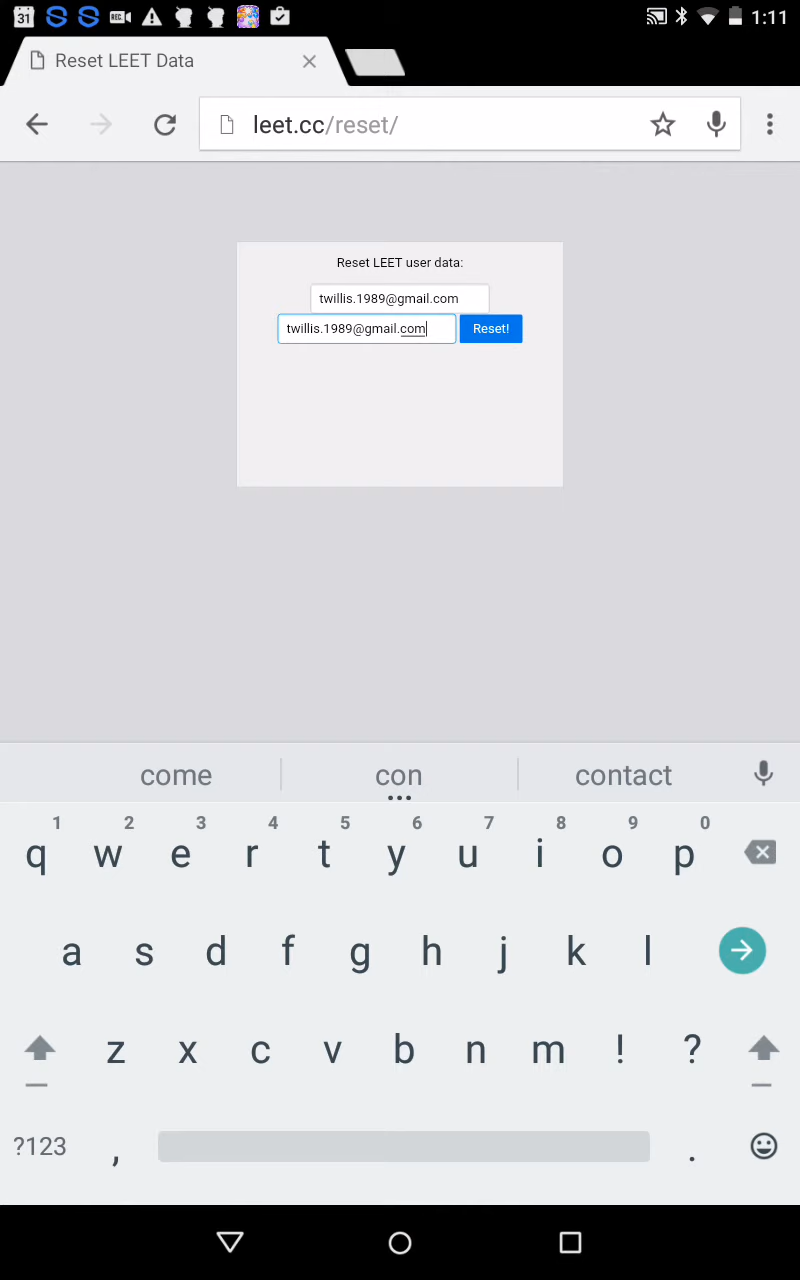 31 REC 1:11
Reset LEET Data
leet.cc/reset/
Reset LEET user data:
twillis.1989@gmail.com
twillis.1989@gmail.com Reset!
come con contact
1 2 3 4 5 6 7 8 9 0
q w e r t y u i o p
a s d f g h j k l
z x c v b n m ! ?
?123 , .